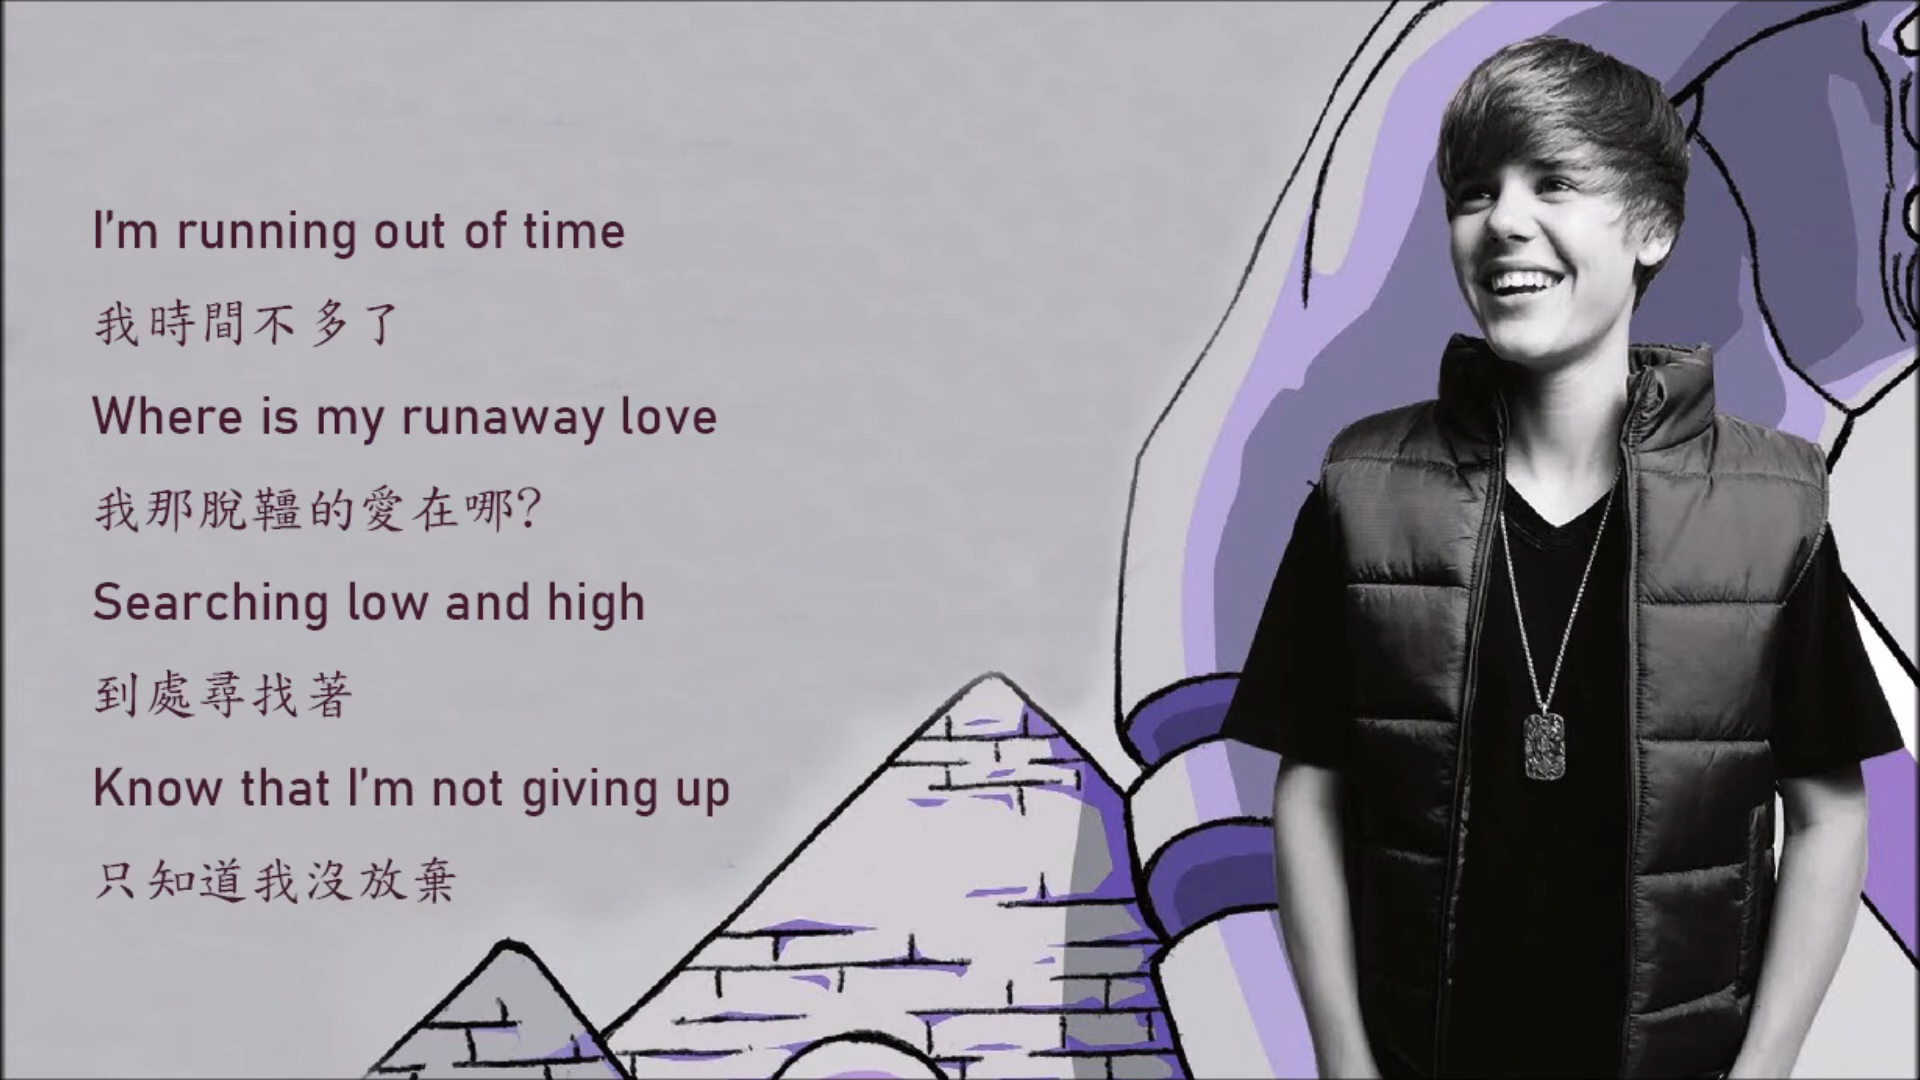 I'm running out of time
我時間不多了
Where is my runaway love
我那脫韁的愛在哪?
Searching low and high
到處尋找著
Know that I'm not giving up
只知道我沒放棄